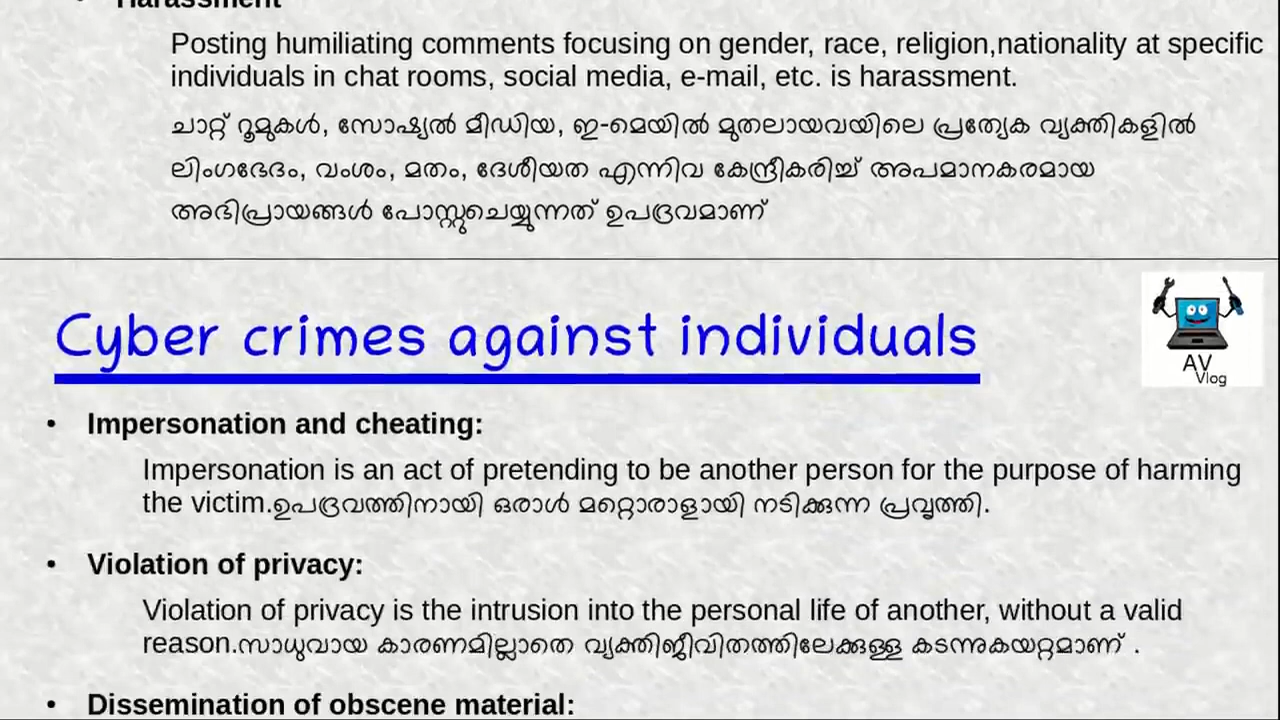 Harassment
Posting humiliating comments focusing on gender, race, religion,nationality at specific
individuals in chat rooms, social media, e-mail, etc. is harassment.
ചാറ്റ് റൂമുകൾ, സോഷ്യൽ മീഡിയ, ഇ-മെയിൽ മുതലായവയിലെ പ്രത്യേക വ്യക്തികളിൽ
ലിംഗഭേദം, വംശം, മതം, ദേശീയത എന്നിവ കേന്ദ്രീകരിച്ച് അപമാനകരമായ
അഭിപ്രായങ്ങൾ പോസ്റ്റുചെയ്യുന്നത് ഉപദ്രവമാണ്
Cyber crimes against individuals
AV
Vlog
• Impersonation and cheating:
Impersonation is an act of pretending to be another person for the purpose of harming
the victim.ഉപദ്രവത്തിനായി ഒരാൾ മറ്റൊരാളായി നടിക്കുന്ന പ്രവൃത്തി.
• Violation of privacy:
Violation of privacy is the intrusion into the personal life of another, without a valid
reason.സാധുവായ കാരണമില്ലാതെ വ്യക്തിജീവിതത്തിലേക്കുള്ള കടന്നുകയറ്റമാണ് .
• Dissemination of obscene material: